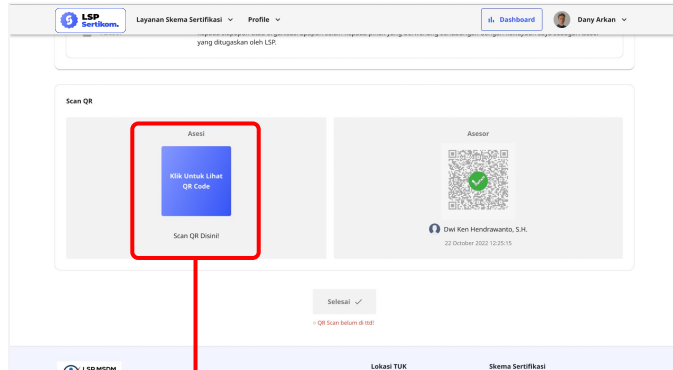 LSP
Sertikom.
Layanan Skema Sertifikasi
Profile
Dashboard
Dany Arkan
yang ditugaskan oleh LSP.
Scan QR
Asesi
Klik Untuk Lihat
QR Code
Scan QR Disini!
Asesor
Dwi Ken Hendrawanto, S.H.
22 October 2022 12:25:15
Selesai
QR Scan belum di ttd!
LSP MSDM
Lokasi TUK
Skema Sertifikasi